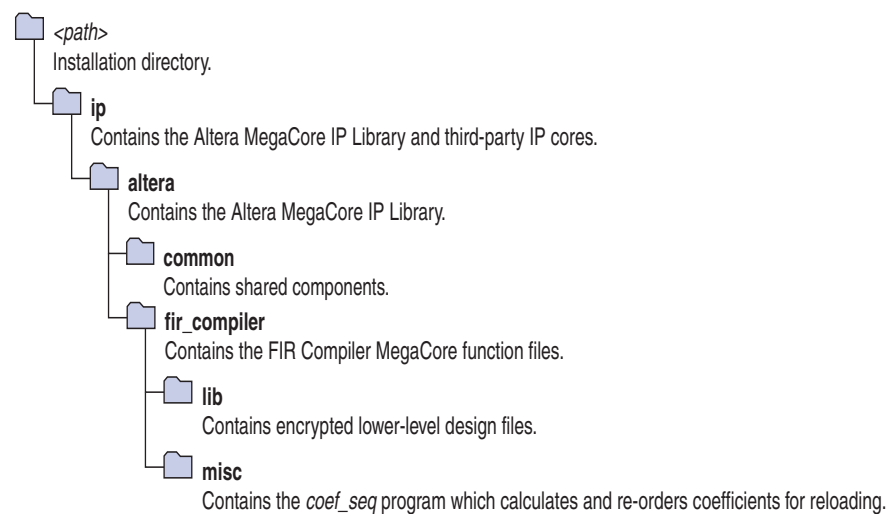 <path>
Installation directory.
ip
Contains the Altera MegaCore IP Library and third-party IP cores.
altera
Contains the Altera MegaCore IP Library.
common
Contains shared components.
fir_compiler
Contains the FIR Compiler MegaCore function files.
lib
Contains encrypted lower-level design files.
misc
Contains the coef_seq program which calculates and re-orders coefficients for reloading.